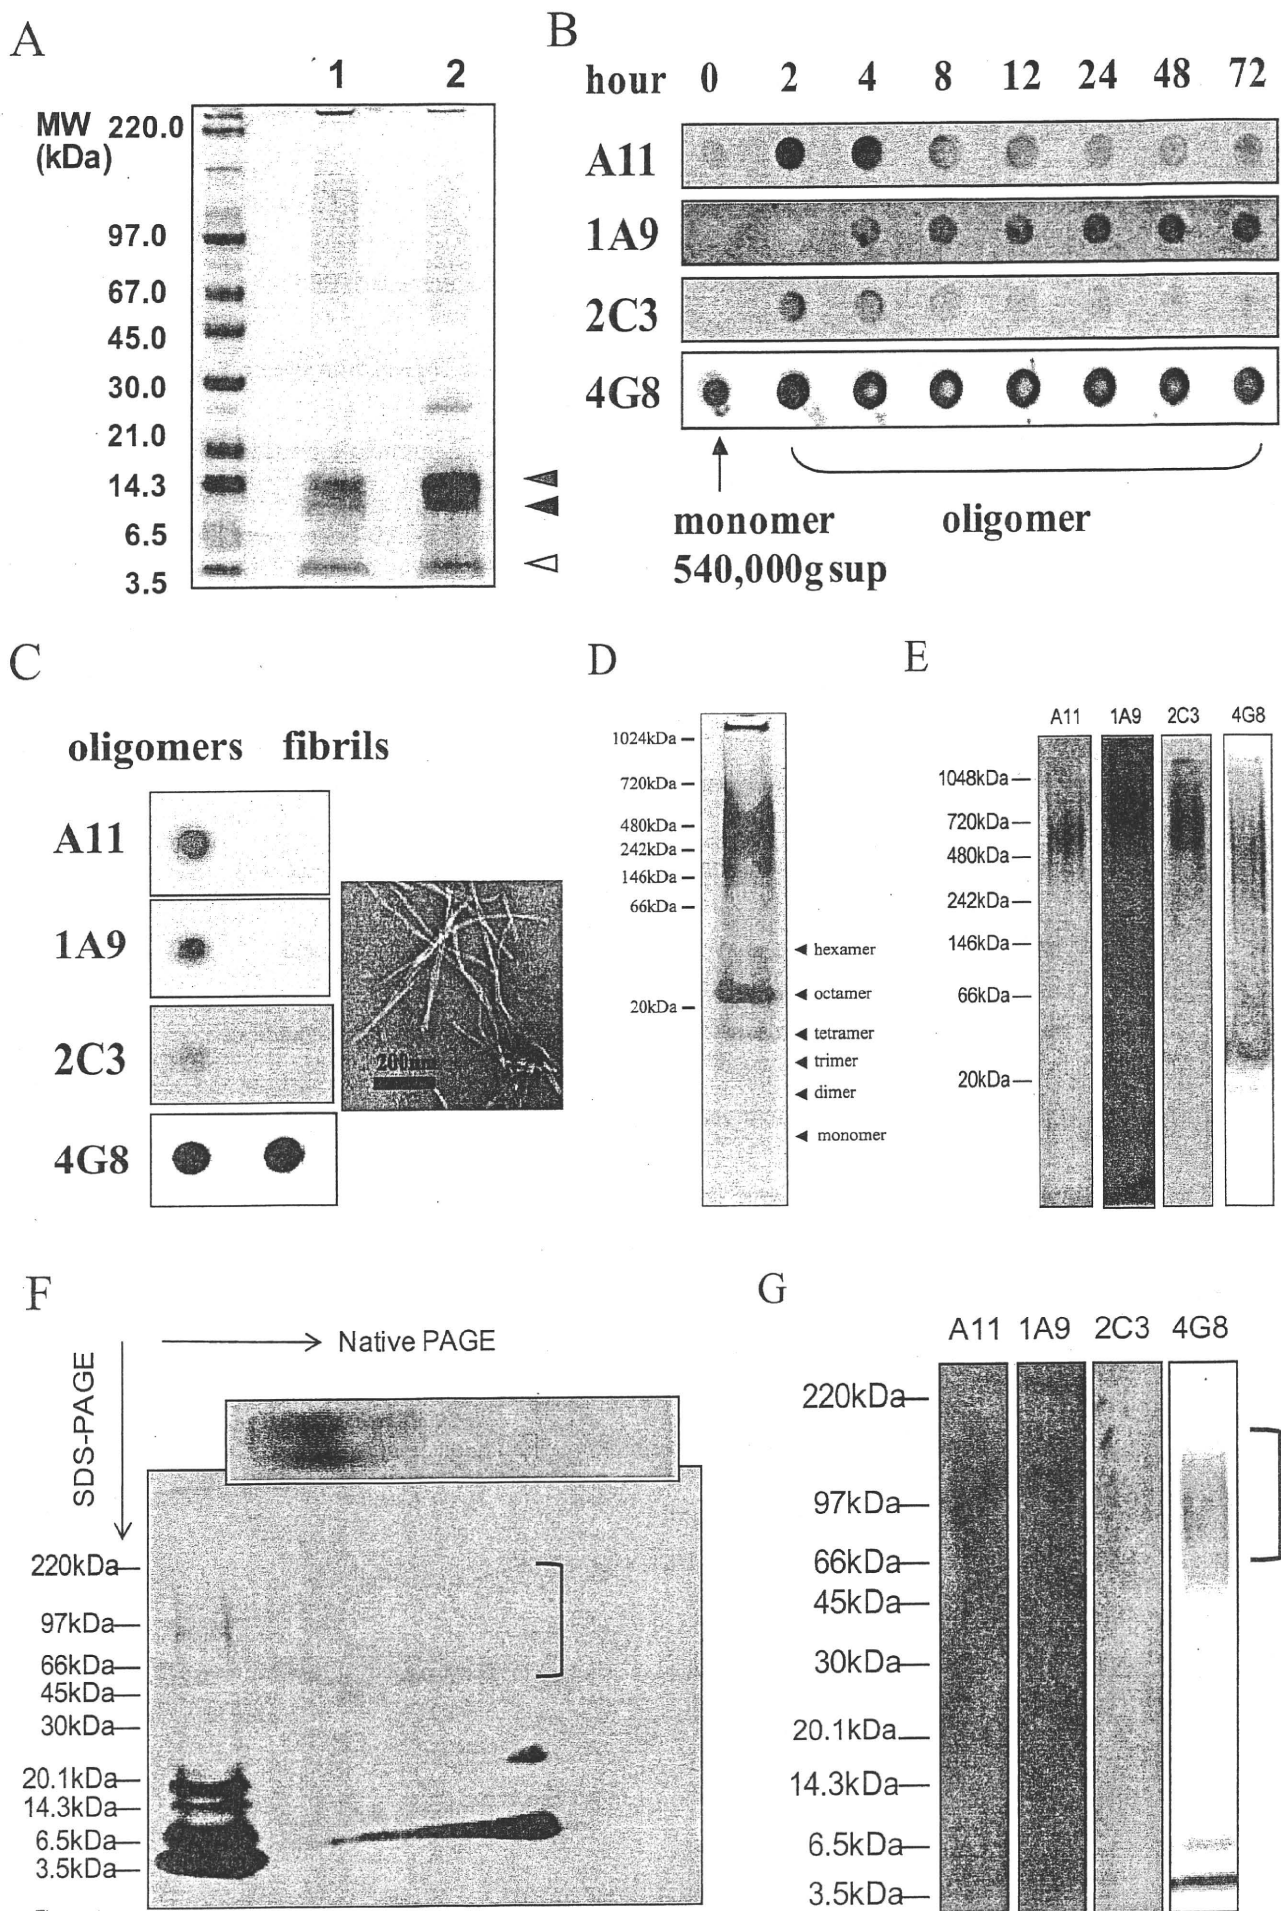 A
1 2
MW
(kDa)
220.0
97.0
67.0
45.0
30.0
21.0
14.3
6.5
3.5
B
hour 0 2 4 8 12 24 48 72
A11
1A9
2C3
4G8
monomer oligomer
540,000g sup
C
oligomers fibrils
A11
1A9
2C3
4G8
200nm
D
1024kDa
720kDa
480kDa
242kDa
146kDa
66kDa
20kDa
hexamer
octamer
tetramer
trimer
dimer
monomer
E
A11 1A9 2C3 4G8
1048kDa
720kDa
480kDa
242kDa
146kDa
66kDa
20kDa
F
Native PAGE
SDS-PAGE
220kDa
97kDa
66kDa
45kDa
30kDa
20.1kDa
14.3kDa
6.5kDa
3.5kDa
G
A11 1A9 2C3 4G8
220kDa
97kDa
66kDa
45kDa
30kDa
20.1kDa
14.3kDa
6.5kDa
3.5kDa